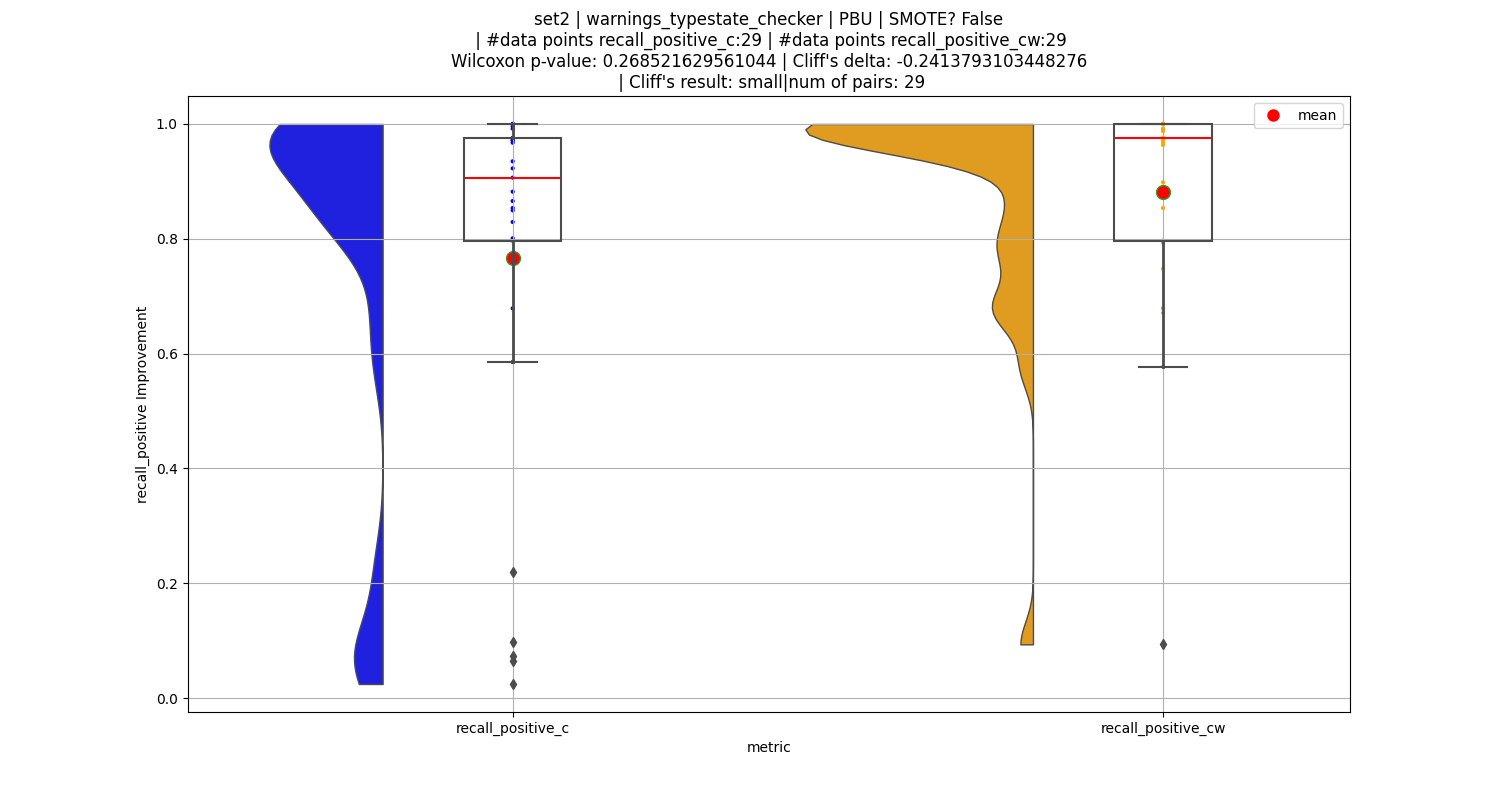 set2 | warnings_typestate_checker | PBU | SMOTE? False
| #data points recall_positive_c:29 | #data points recall_positive_cw:29
Wilcoxon p-value: 0.268521629561044 | Cliff's delta: -0.2413793103448276
| Cliff's result: small|num of pairs: 29
mean
1.0
0.8
0.6
0.4
0.2
0.0
recall_positive Improvement
recall_positive_c
recall_positive_cw
metric